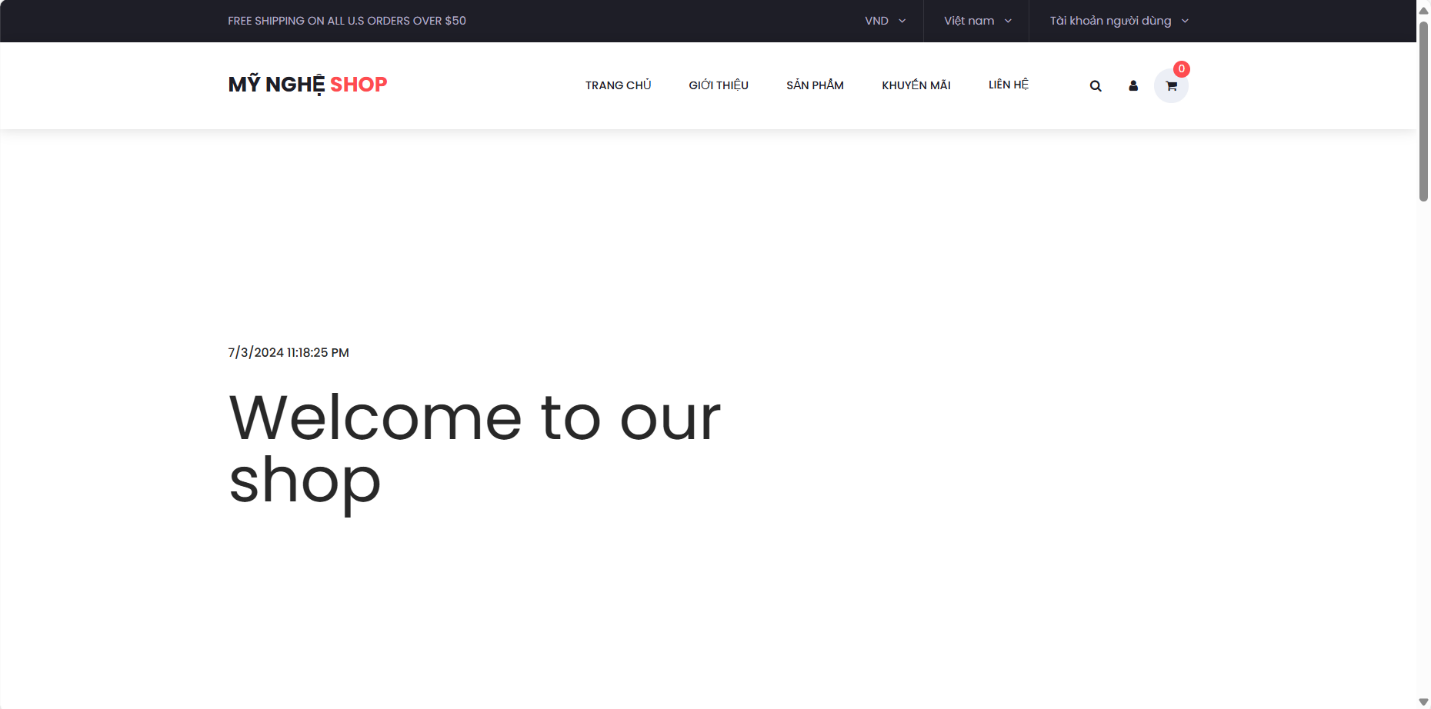 FREE SHIPPING ON ALL U.S ORDERS OVER $50 VND Việt nam Tài khoản người dùng
MỸ NGHỆ SHOP TRANG CHỦ GIỚI THIỆU SẢN PHẨM KHUYẾN MÃI LIÊN HỆ 0
7/3/2024 11:18:25 PM
Welcome to our
shop